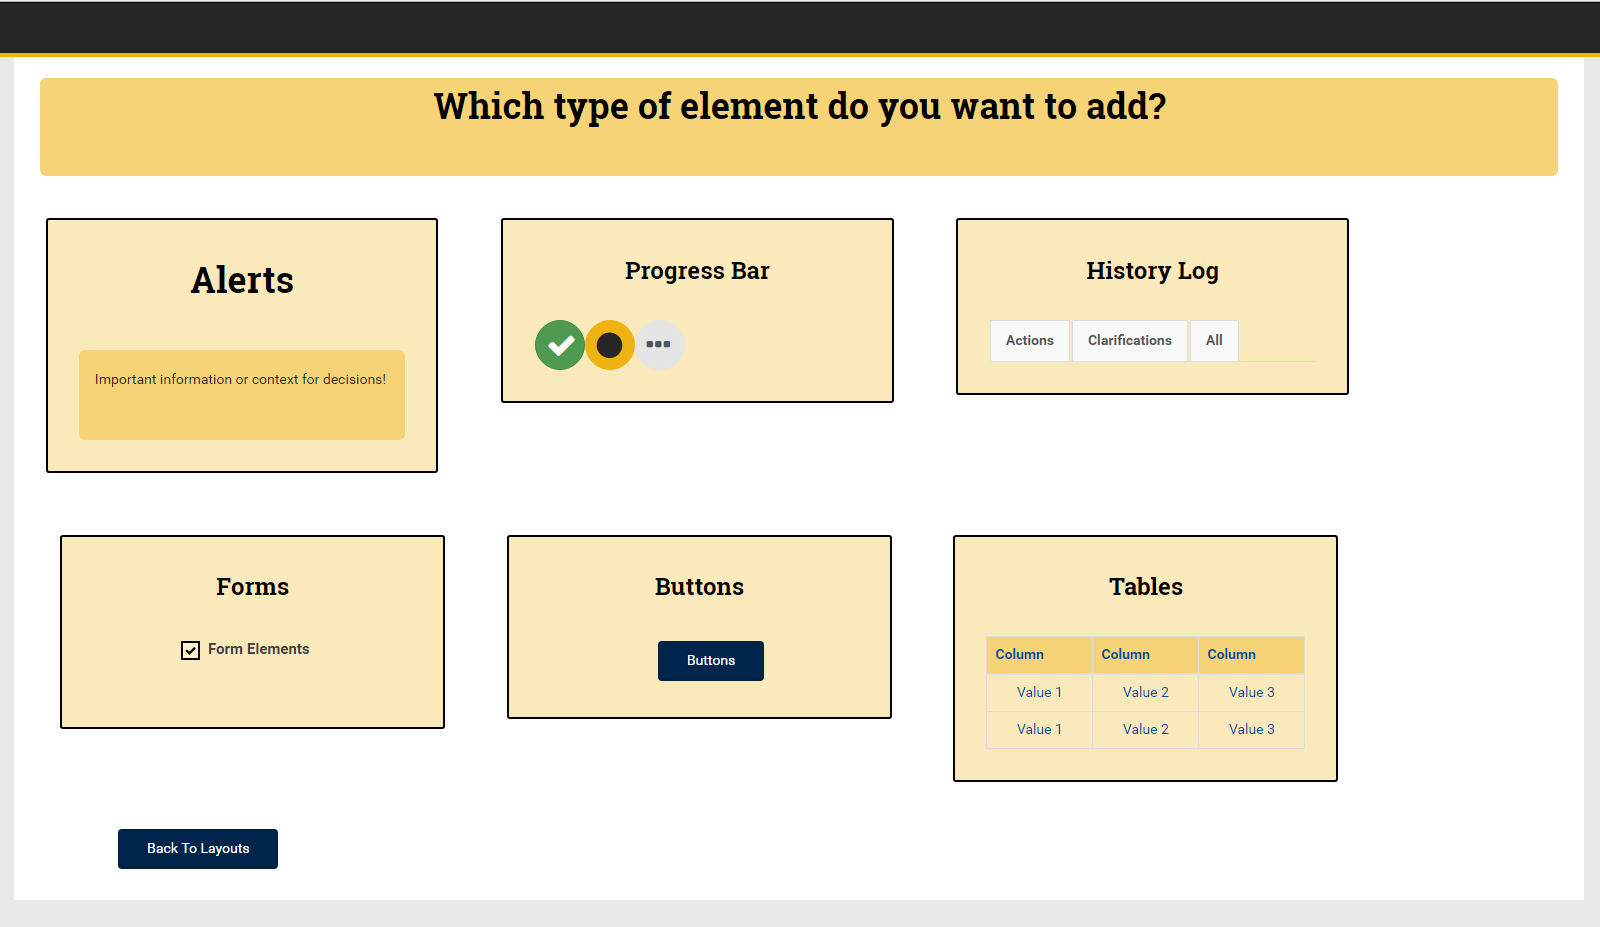 Which type of element do you want to add?
Alerts
Important information or context for decisions!
Progress Bar
History Log
Actions Clarifications All
Forms
Form Elements
Buttons
Buttons
Tables
Column Column Column
Value 1 Value 2 Value 3
Value 1 Value 2 Value 3
Back To Layouts